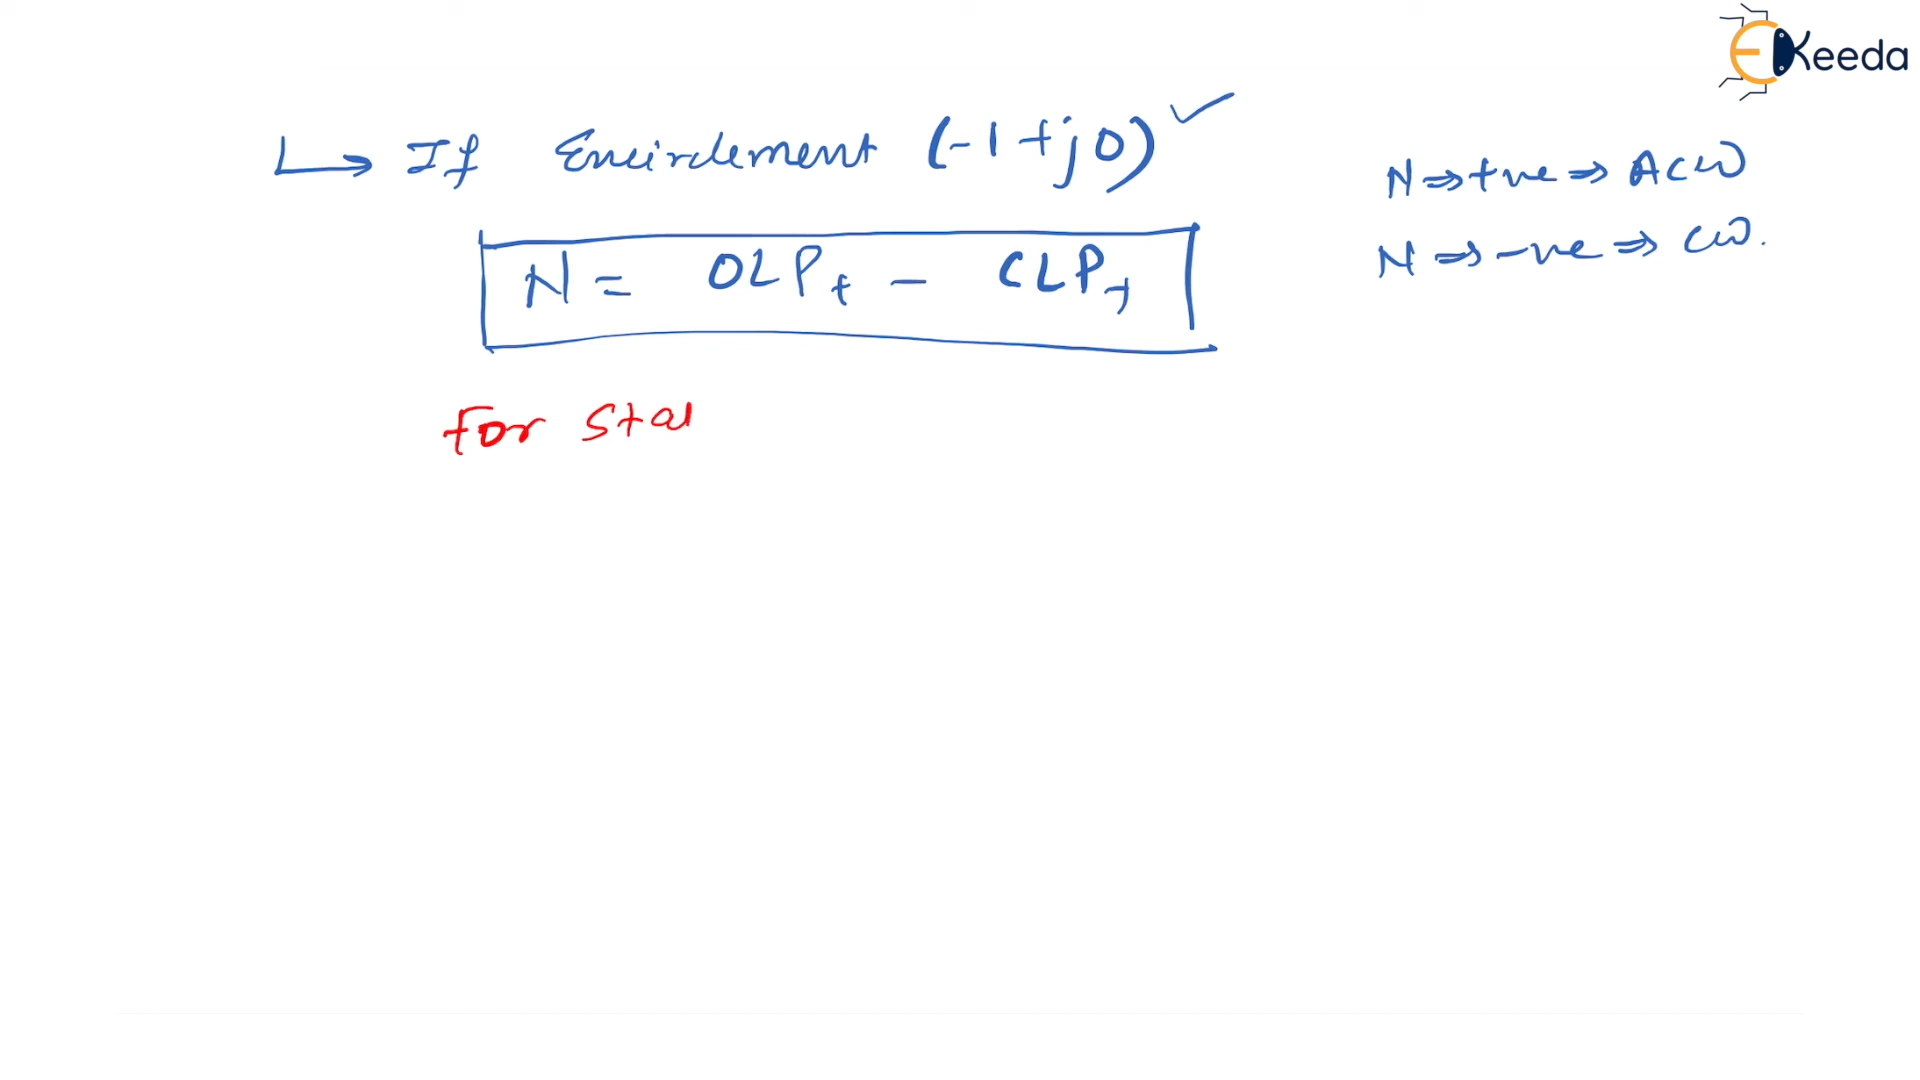 EKeeda
↳ If Encirclement (-1+j0) ✓
N ⇒ +ve ⇒ ACW
N ⇒ -ve ⇒ CW.
N = OLP+ - CLP+
For Sta